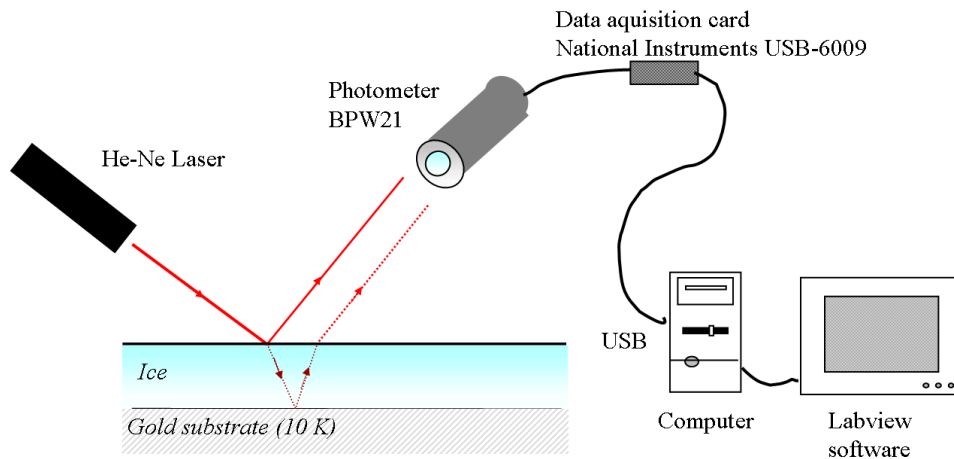 Data aquisition card
National Instruments USB-6009
Photometer
BPW21
He-Ne Laser
USB
Ice
Gold substrate (10 K)
Computer
Labview
software